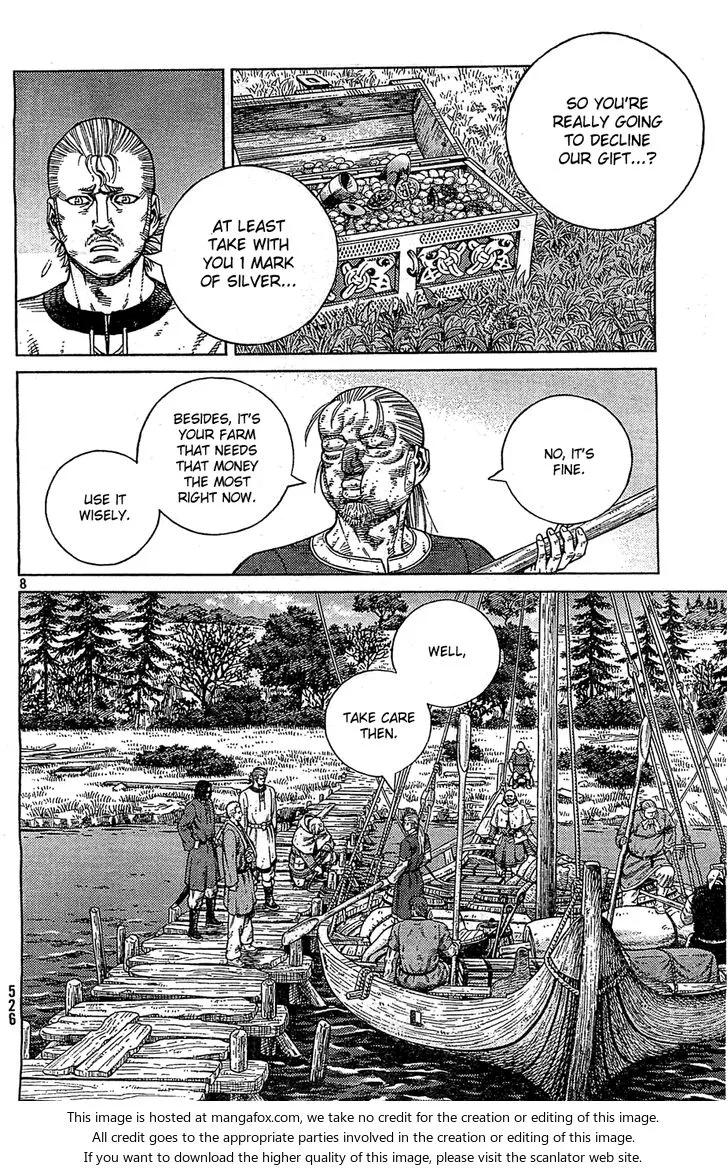 SO YOU'RE
REALLY GOING
TO DECLINE
OUR GIFT...?
AT LEAST
TAKE WITH
YOU 1 MARK
OF SILVER...
NO, IT'S
FINE.
BESIDES, IT'S
YOUR FARM
THAT NEEDS
THAT MONEY
THE MOST
RIGHT NOW.
USE IT
WISELY.
8
WELL,
TAKE CARE
THEN.
526
This image is hosted at mangafox.com, we take no credit for the creation or editing of this image.
All credit goes to the appropriate parties involved in the creation or editing of this image.
If you want to download the higher quality of this image, please visit the scanlator web site.